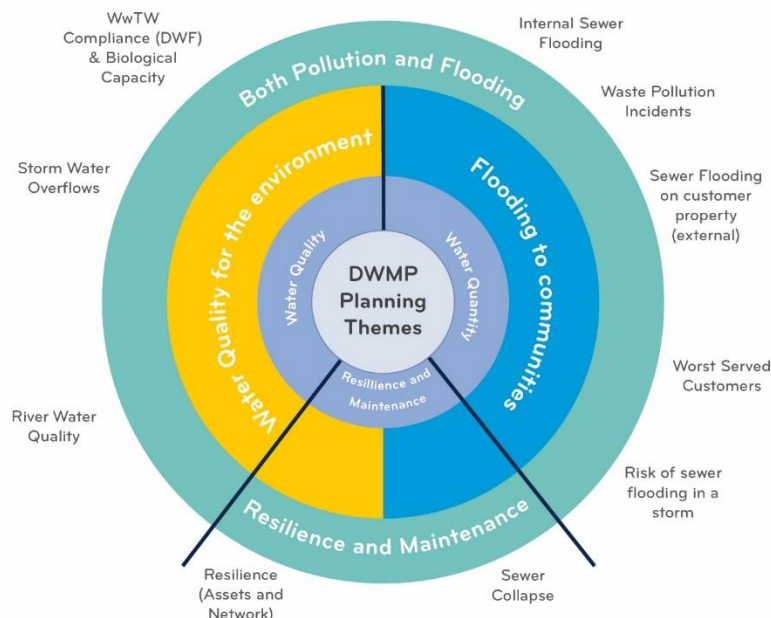 WwTW
Compliance (DWF)
& Biological
Capacity
Internal Sewer
Flooding
Both Pollution and Flooding
Waste Pollution
Incidents
Storm Water
Overflows
Sewer Flooding
on customer
property
(external)
Water Quality for the environment
Flooding to communities
Water Quality
Water Quantity
DWMP
Planning
Themes
Resillience and
Maintenance
Worst Served
Customers
River Water
Quality
Risk of sewer
flooding in a
storm
Resilience and Maintenance
Resilience
(Assets and
Network)
Sewer
Collapse